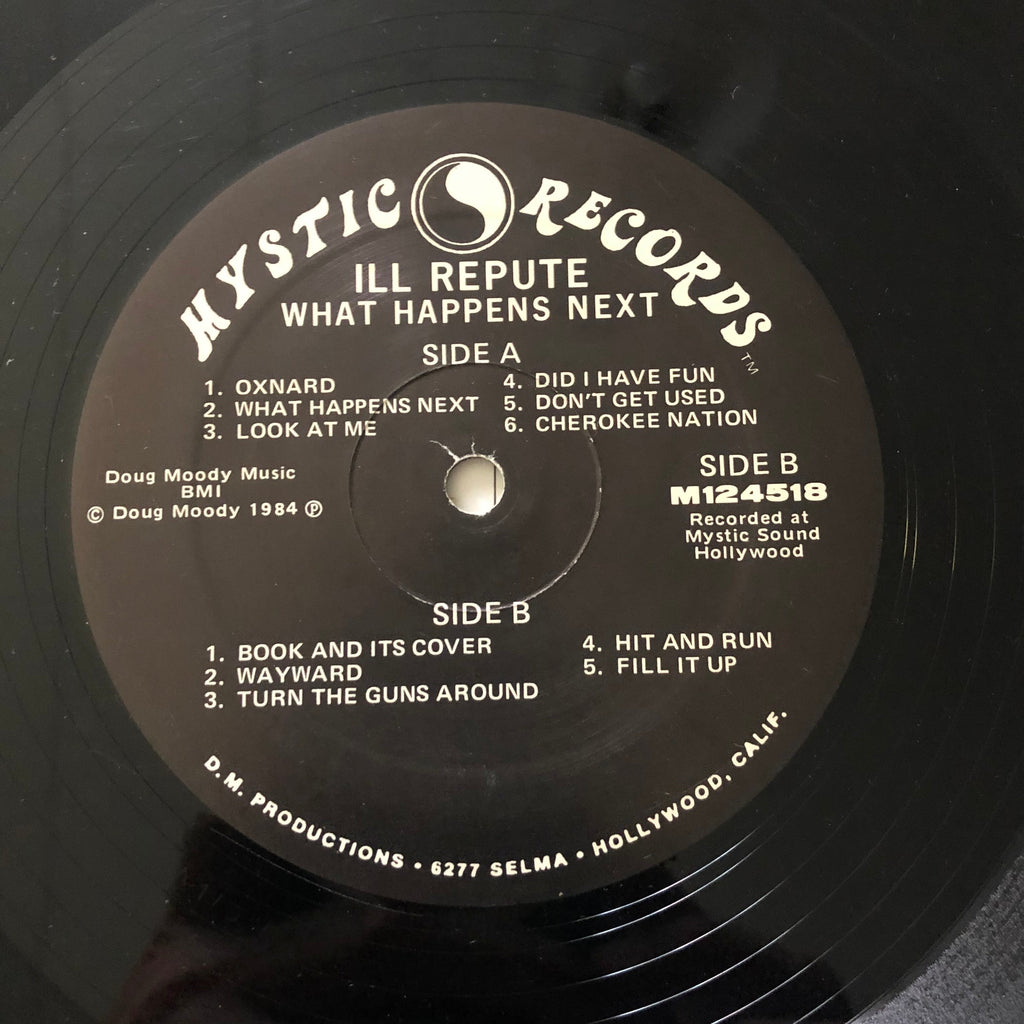 MYSTIC RECORDS™
ILL REPUTE
WHAT HAPPENS NEXT
SIDE A
1. OXNARD
2. WHAT HAPPENS NEXT
3. LOOK AT ME
4. DID I HAVE FUN
5. DON'T GET USED
6. CHEROKEE NATION
Doug Moody Music
BMI
© Doug Moody 1984 ℗
SIDE B
M124518
Recorded at
Mystic Sound
Hollywood
SIDE B
1. BOOK AND ITS COVER
2. WAYWARD
3. TURN THE GUNS AROUND
4. HIT AND RUN
5. FILL IT UP
D.M. PRODUCTIONS • 6277 SELMA • HOLLYWOOD, CALIF.